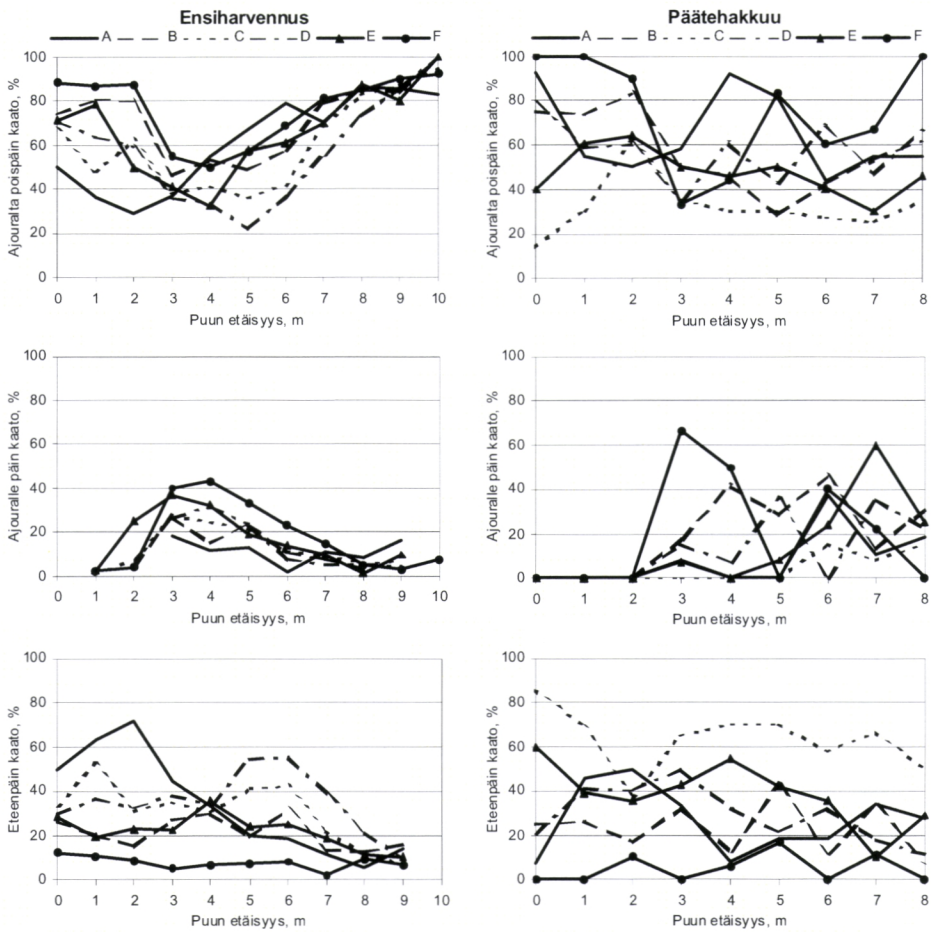 Ensiharvennus
A B C D E F
Ajouralta poispäin kaato, %
100
80
60
40
20
0
0 1 2 3 4 5 6 7 8 9 10
Puun etäisyys, m
Päätehakkuu
A B C D E F
Ajouralta poispäin kaato, %
100
80
60
40
20
0
0 1 2 3 4 5 6 7 8
Puun etäisyys, m
Ajouralle päin kaato, %
100
80
60
40
20
0
0 1 2 3 4 5 6 7 8 9 10
Puun etäisyys, m
Ajouralle päin kaato, %
100
80
60
40
20
0
0 1 2 3 4 5 6 7 8
Puun etäisyys, m
Eteenpäin kaato, %
100
80
60
40
20
0
0 1 2 3 4 5 6 7 8 9 10
Puun etäisyys, m
Eteenpäin kaato, %
100
80
60
40
20
0
0 1 2 3 4 5 6 7 8
Puun etäisyys, m